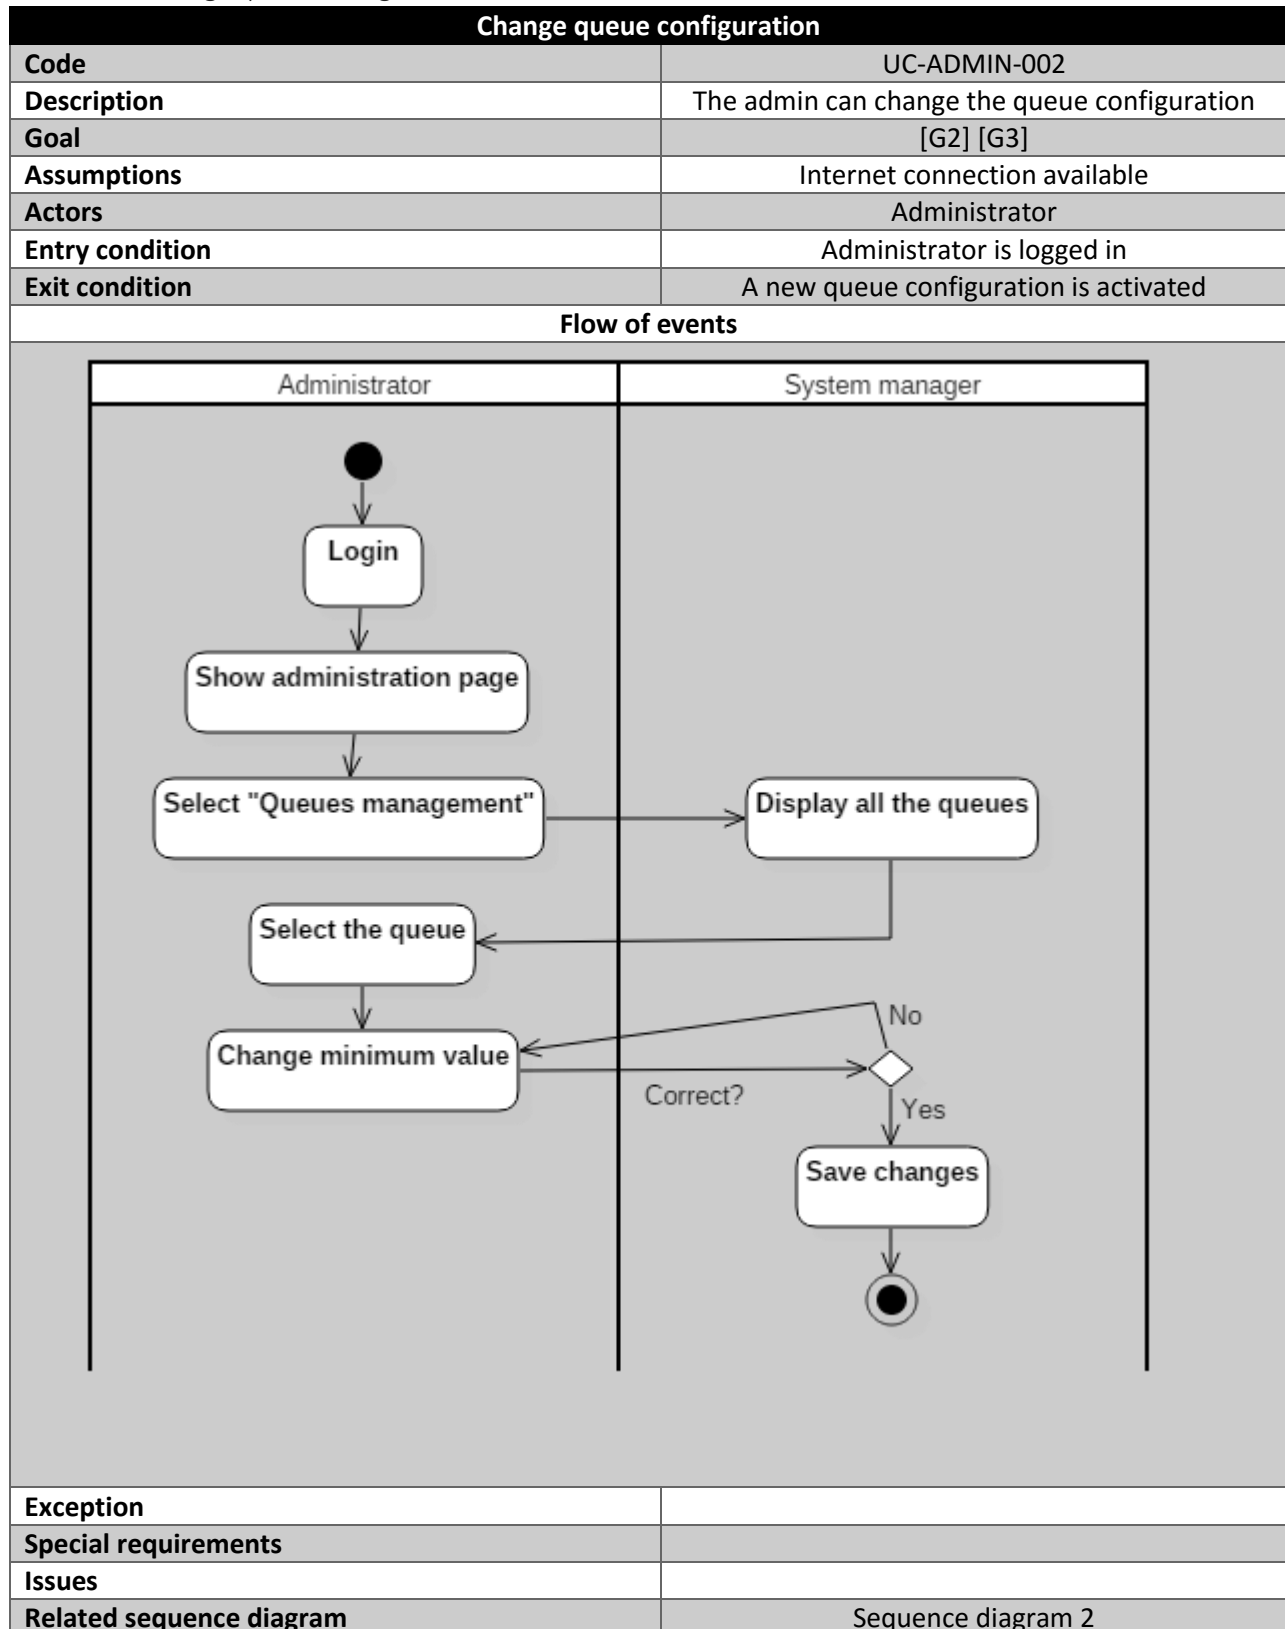 Change queue configuration
Code UC-ADMIN-002
Description The admin can change the queue configuration
Goal [G2] [G3]
Assumptions Internet connection available
Actors Administrator
Entry condition Administrator is logged in
Exit condition A new queue configuration is activated
Flow of events
Administrator System manager
Login
Show administration page
Select "Queues management" Display all the queues
Select the queue
No
Change minimum value
Correct?
Yes
Save changes
Exception
Special requirements
Issues
Related sequence diagram Sequence diagram 2